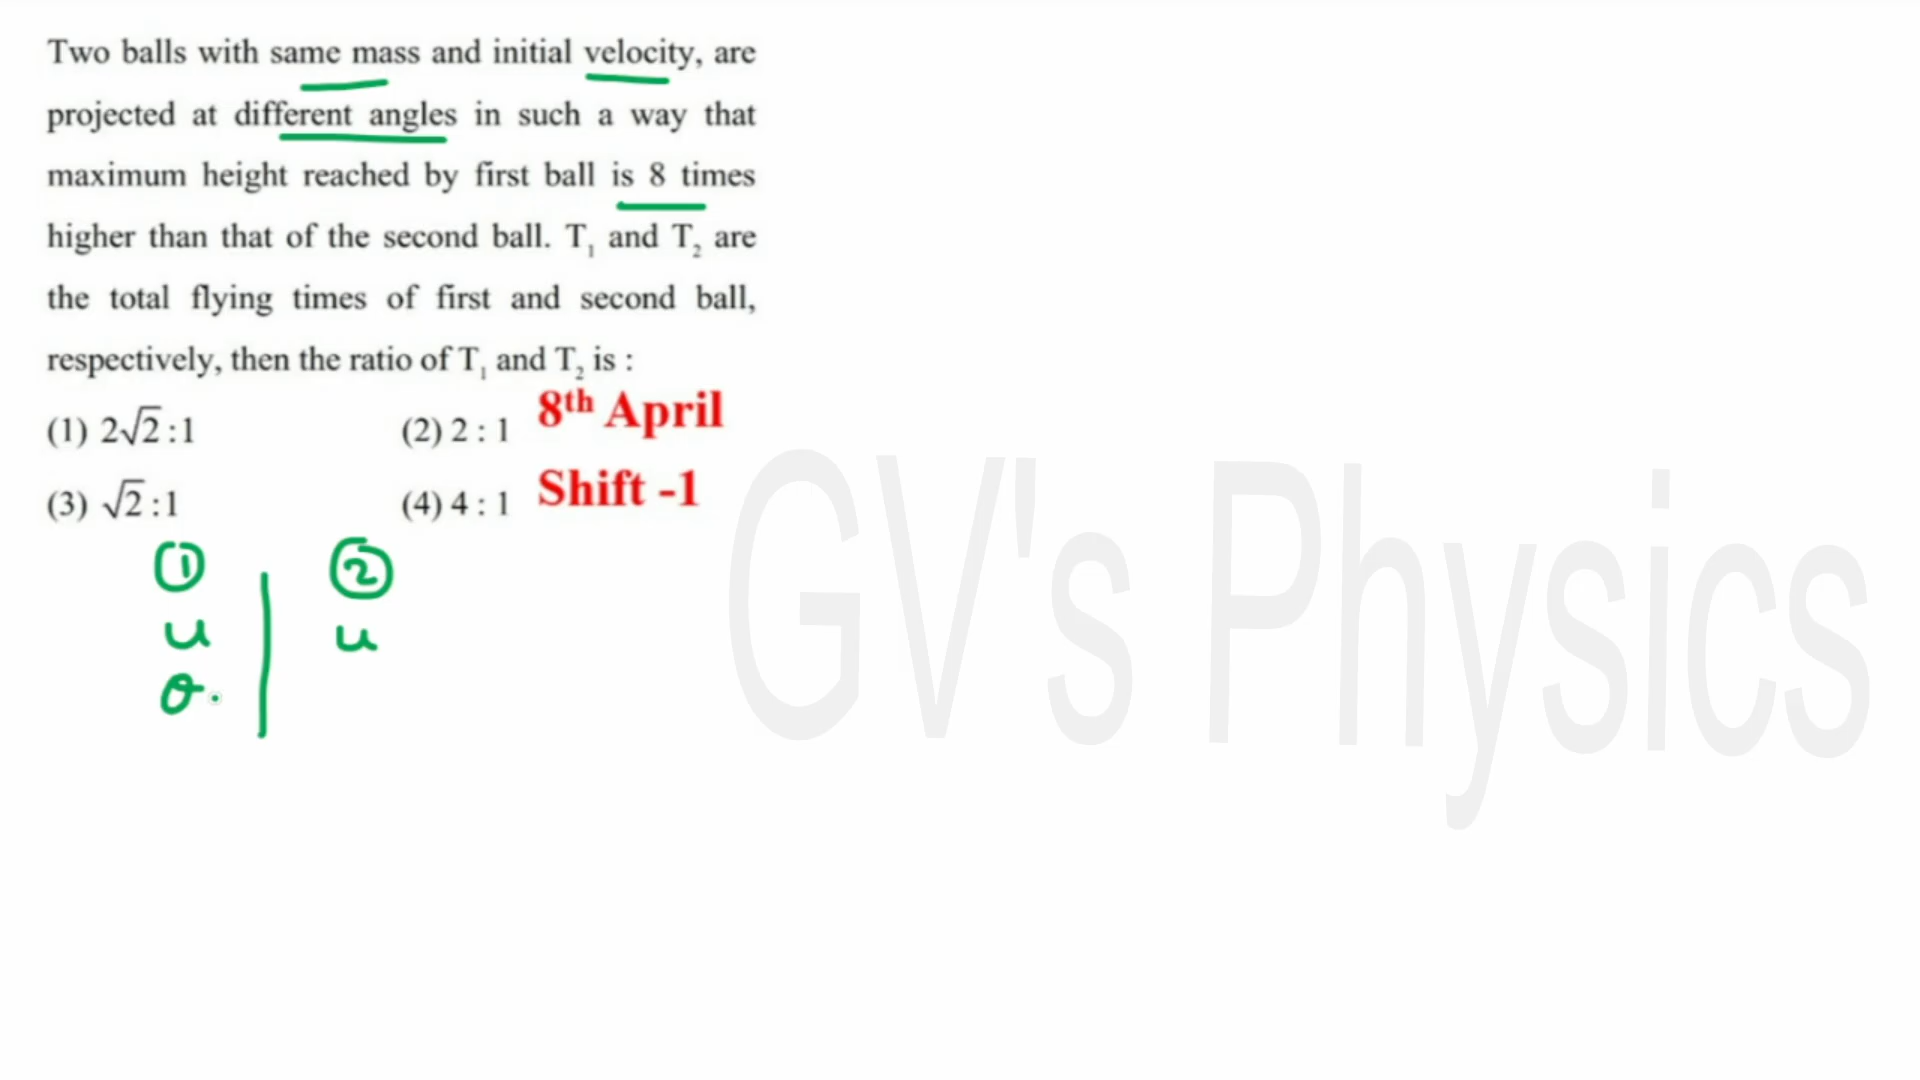 Two balls with same mass and initial velocity, are
projected at different angles in such a way that
maximum height reached by first ball is 8 times
higher than that of the second ball. T₁ and T₂ are
the total flying times of first and second ball,
respectively, then the ratio of T₁ and T₂ is :
(1) 2√2 : 1 (2) 2 : 1
(3) √2 : 1 (4) 4 : 1
8th April
Shift -1
① ②
u u
θ.
GV's Physics